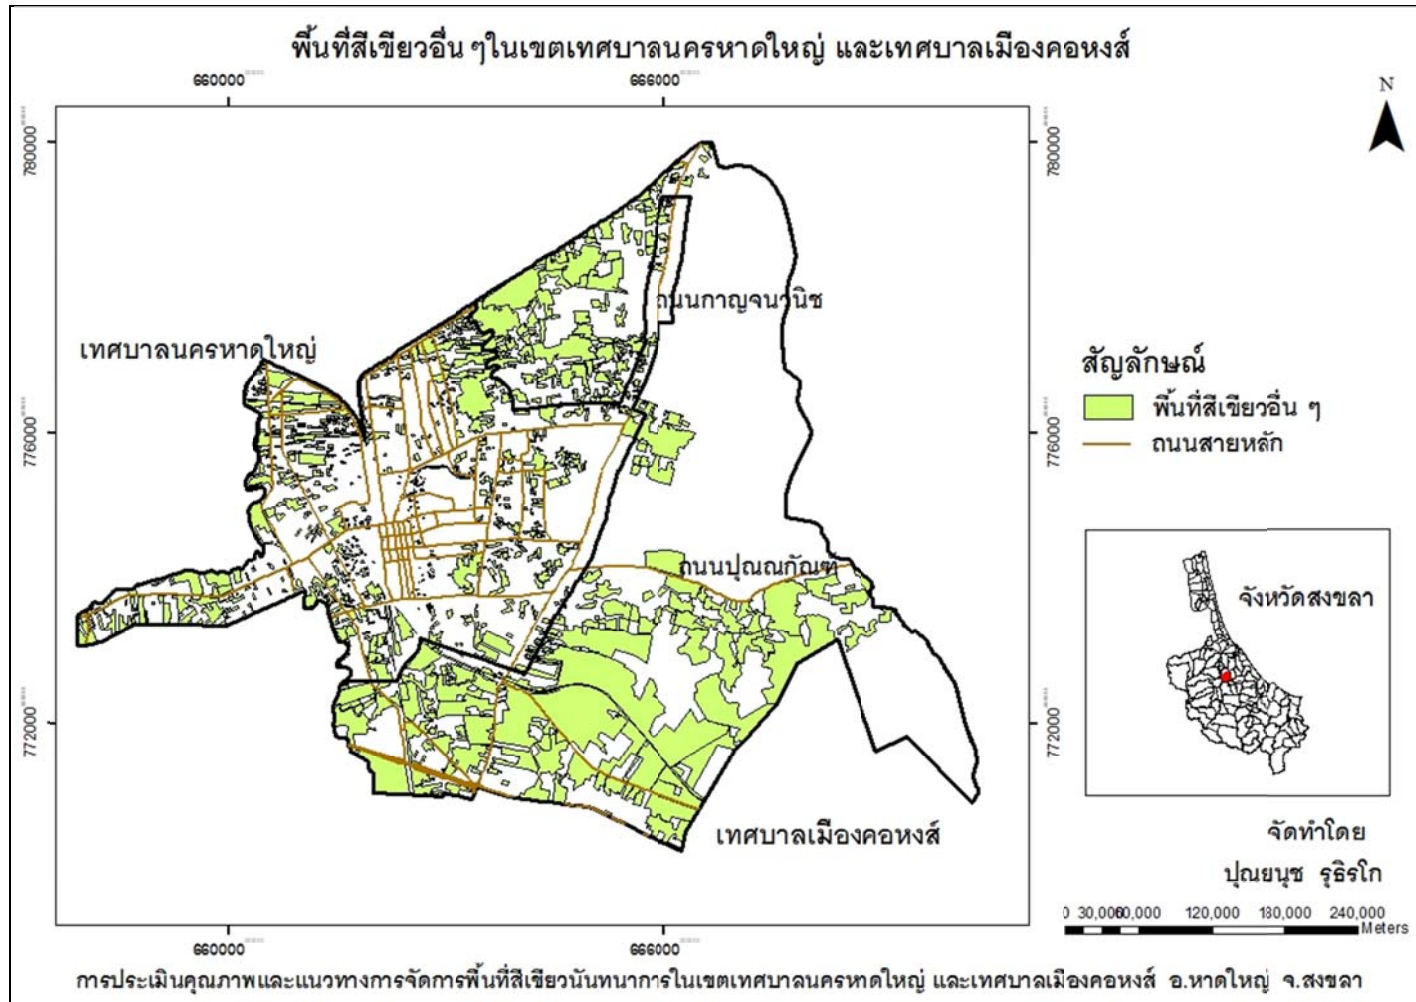 พื้นที่สีเขียวอื่น ๆในเขตเทศบาลนครหาดใหญ่ และเทศบาลเมืองคอหงส์
660000 666000
N
780000 780000
ถนนกาญจนวนิช
เทศบาลนครหาดใหญ่
สัญลักษณ์
พื้นที่สีเขียวอื่น ๆ
776000 776000
ถนนสายหลัก
ถนนปุณณกัณฑ์
จังหวัดสงขลา
772000 772000
เทศบาลเมืองคอหงส์
จัดทำโดย
ปุณยนุช รุธิรโก
0 30,000 60,000 120,000 180,000 240,000
Meters
660000 666000
การประเมินคุณภาพและแนวทางการจัดการพื้นที่สีเขียวนันทนาการในเขตเทศบาลนครหาดใหญ่ และเทศบาลเมืองคอหงส์ อ.หาดใหญ่ จ.สงขลา